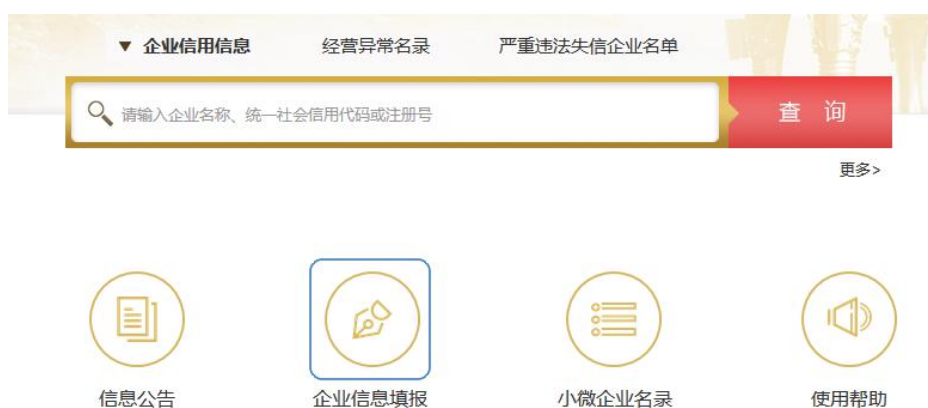 ▼ 企业信用信息 经营异常名录 严重违法失信企业名单
请输入企业名称、统一社会信用代码或注册号 查 询
更多>
信息公告 企业信息填报 小微企业名录 使用帮助